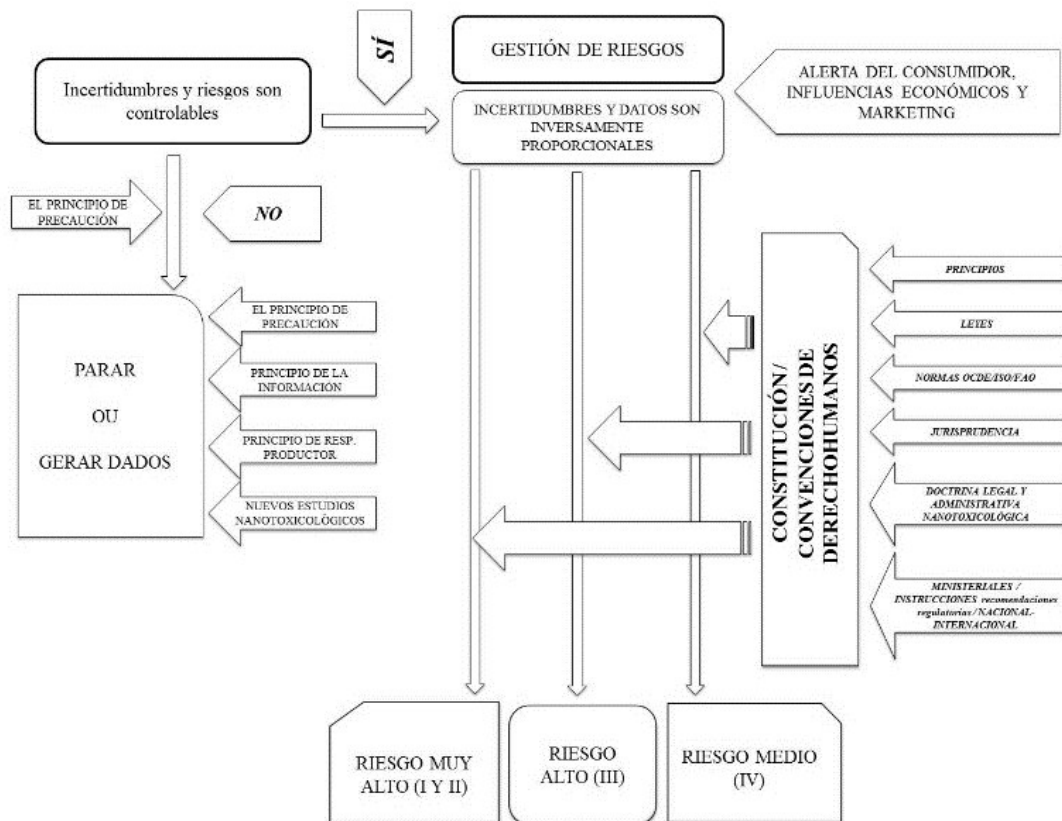 SÍ
GESTIÓN DE RIESGOS
Incertidumbres y riesgos son
controlables
INCERTIDUMBRES Y DATOS SON
INVERSAMENTE
PROPORCIONALES
ALERTA DEL CONSUMIDOR,
INFLUENCIAS ECONÓMICOS Y
MARKETING
EL PRINCIPIO DE
PRECAUCIÓN
NO
PARAR
OU
GERAR DADOS
EL PRINCIPIO DE
PRECAUCIÓN
PRINCIPIO DE LA
INFORMACIÓN
PRINCIPIO DE RESP.
PRODUCTOR
NUEVOS ESTUDIOS
NANOTOXICOLÒGICOS
CONSTITUCIÓN/
CONVENCIONES DE
DERECHOHUMANOS
PRINCIPIOS
LEYES
NORMAS OCDE/ISO/FAO
JURISPRUDENCIA
DOCTRINA LEGAL Y
ADMINISTRATIVA
NANOTOXICOLÓGICA
MINISTERIALES /
INSTRUCCIONES recomendaciones
regulatorias/NACIONAL-
INTERNACIONAL
RIESGO MUY
ALTO (I Y II)
RIESGO
ALTO (III)
RIESGO MEDIO
(IV)